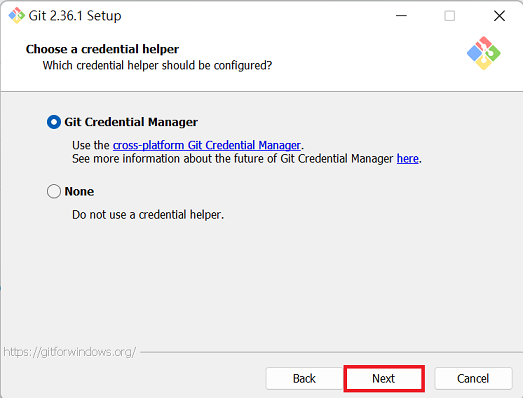 Git 2.36.1 Setup
Choose a credential helper
Which credential helper should be configured?
Git Credential Manager
Use the cross-platform Git Credential Manager.
See more information about the future of Git Credential Manager here.
None
Do not use a credential helper.
https://gitforwindows.org/
Back
Next
Cancel